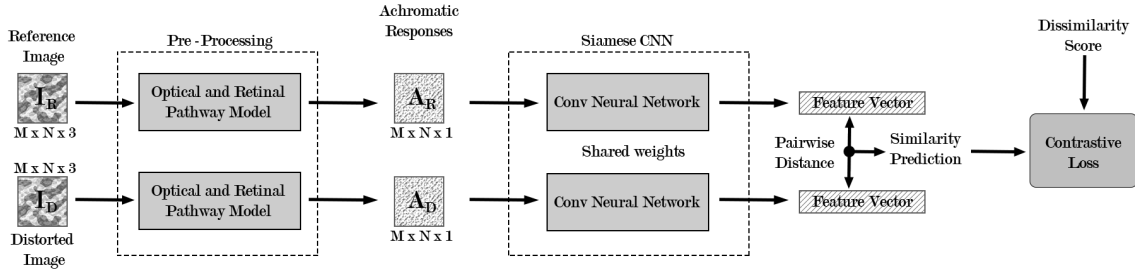 Reference
Image
I_R
M x N x 3
M x N x 3
I_D
Distorted
Image
Pre - Processing
Optical and Retinal
Pathway Model
Optical and Retinal
Pathway Model
Achromatic
Responses
A_R
M x N x 1
A_D
M x N x 1
Siamese CNN
Conv Neural Network
Shared weights
Conv Neural Network
Feature Vector
Pairwise
Distance
Similarity
Prediction
Feature Vector
Dissimilarity
Score
Contrastive
Loss